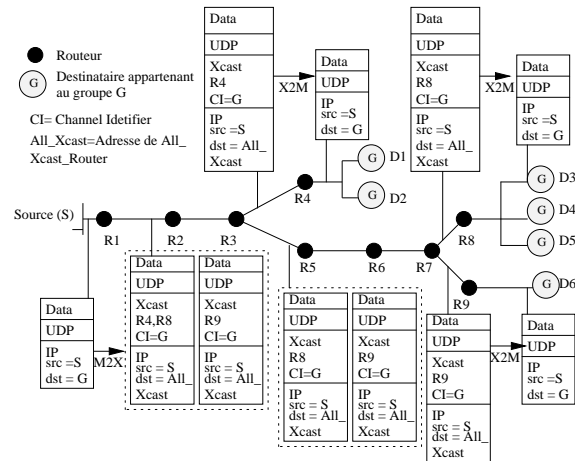 Routeur
G
Destinataire appartenant
au groupe G
CI= Channel Idetifier
All_Xcast=Adresse de All_
Xcast_Router
Data
UDP
Xcast
R4
CI=G
IP
src =S
dst = All_
Xcast
X2M
Data
UDP
IP
src =S
dst = G
Data
UDP
Xcast
R8
CI=G
IP
src = S
dst = All_
Xcast
X2M
Data
UDP
IP
src =S
dst = G
G
D1
G
D2
R4
G
D3
G
D4
G
D5
R8
Source (S)
R1
R2
R3
R5
R6
R7
R9
G
D6
Data
UDP
IP
src =S
dst = G
M2X
Data
UDP
Xcast
R4,R8
CI=G
IP
src = S
dst = All_
Xcast
Data
UDP
Xcast
R9
CI=G
IP
src = S
dst = All_
Xcast
Data
UDP
Xcast
R8
CI=G
IP
src = S
dst = All_
Xcast
Data
UDP
Xcast
R9
CI=G
IP
src = S
dst = All_
Xcast
Data
UDP
Xcast
R9
CI=G
IP
src = S
dst = All_
Xcast
X2M
Data
UDP
IP
src =S
dst = G